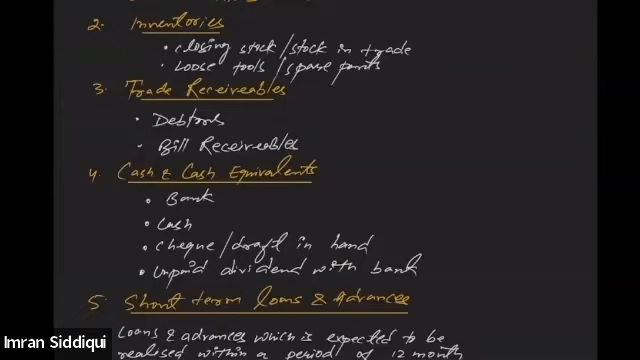 2. Inventories
• Closing stock/stock in trade
• Loose tools/spare parts
3. Trade Receiveables
• Debtors
• Bill Receiveables
4. Cash & Cash Equivalents
• Bank
• Cash
• Cheque/draft in hand
• Unpaid dividend with bank
5. Short term loans & Advances
Loans & advances which is expected to be
realised within a period of 12 month
Imran Siddiqui